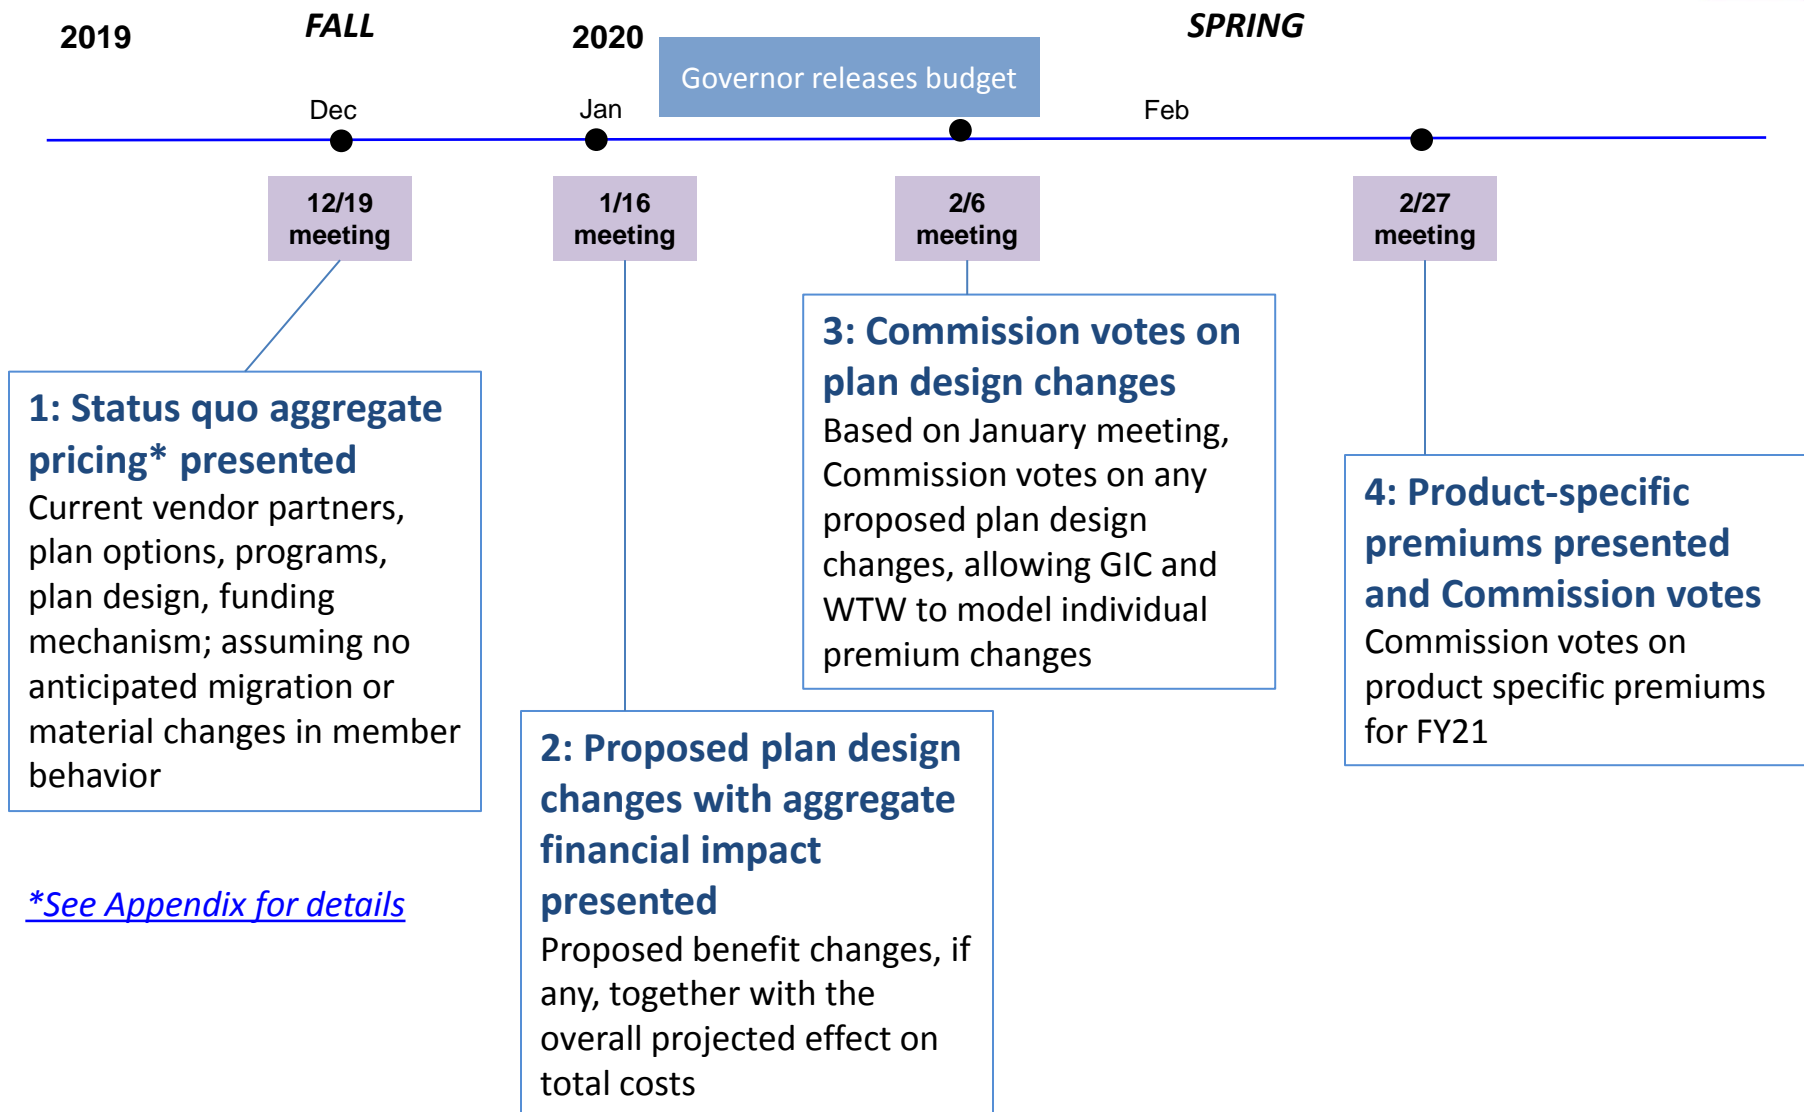 2019
FALL
2020
SPRING
Governor releases budget
Dec
Jan
Feb
12/19
meeting
1/16
meeting
2/6
meeting
2/27
meeting
1: Status quo aggregate
pricing* presented
Current vendor partners,
plan options, programs,
plan design, funding
mechanism; assuming no
anticipated migration or
material changes in member
behavior
*See Appendix for details
2: Proposed plan design
changes with aggregate
financial impact
presented
Proposed benefit changes, if
any, together with the
overall projected effect on
total costs
3: Commission votes on
plan design changes
Based on January meeting,
Commission votes on any
proposed plan design
changes, allowing GIC and
WTW to model individual
premium changes
4: Product-specific
premiums presented
and Commission votes
Commission votes on
product specific premiums
for FY21